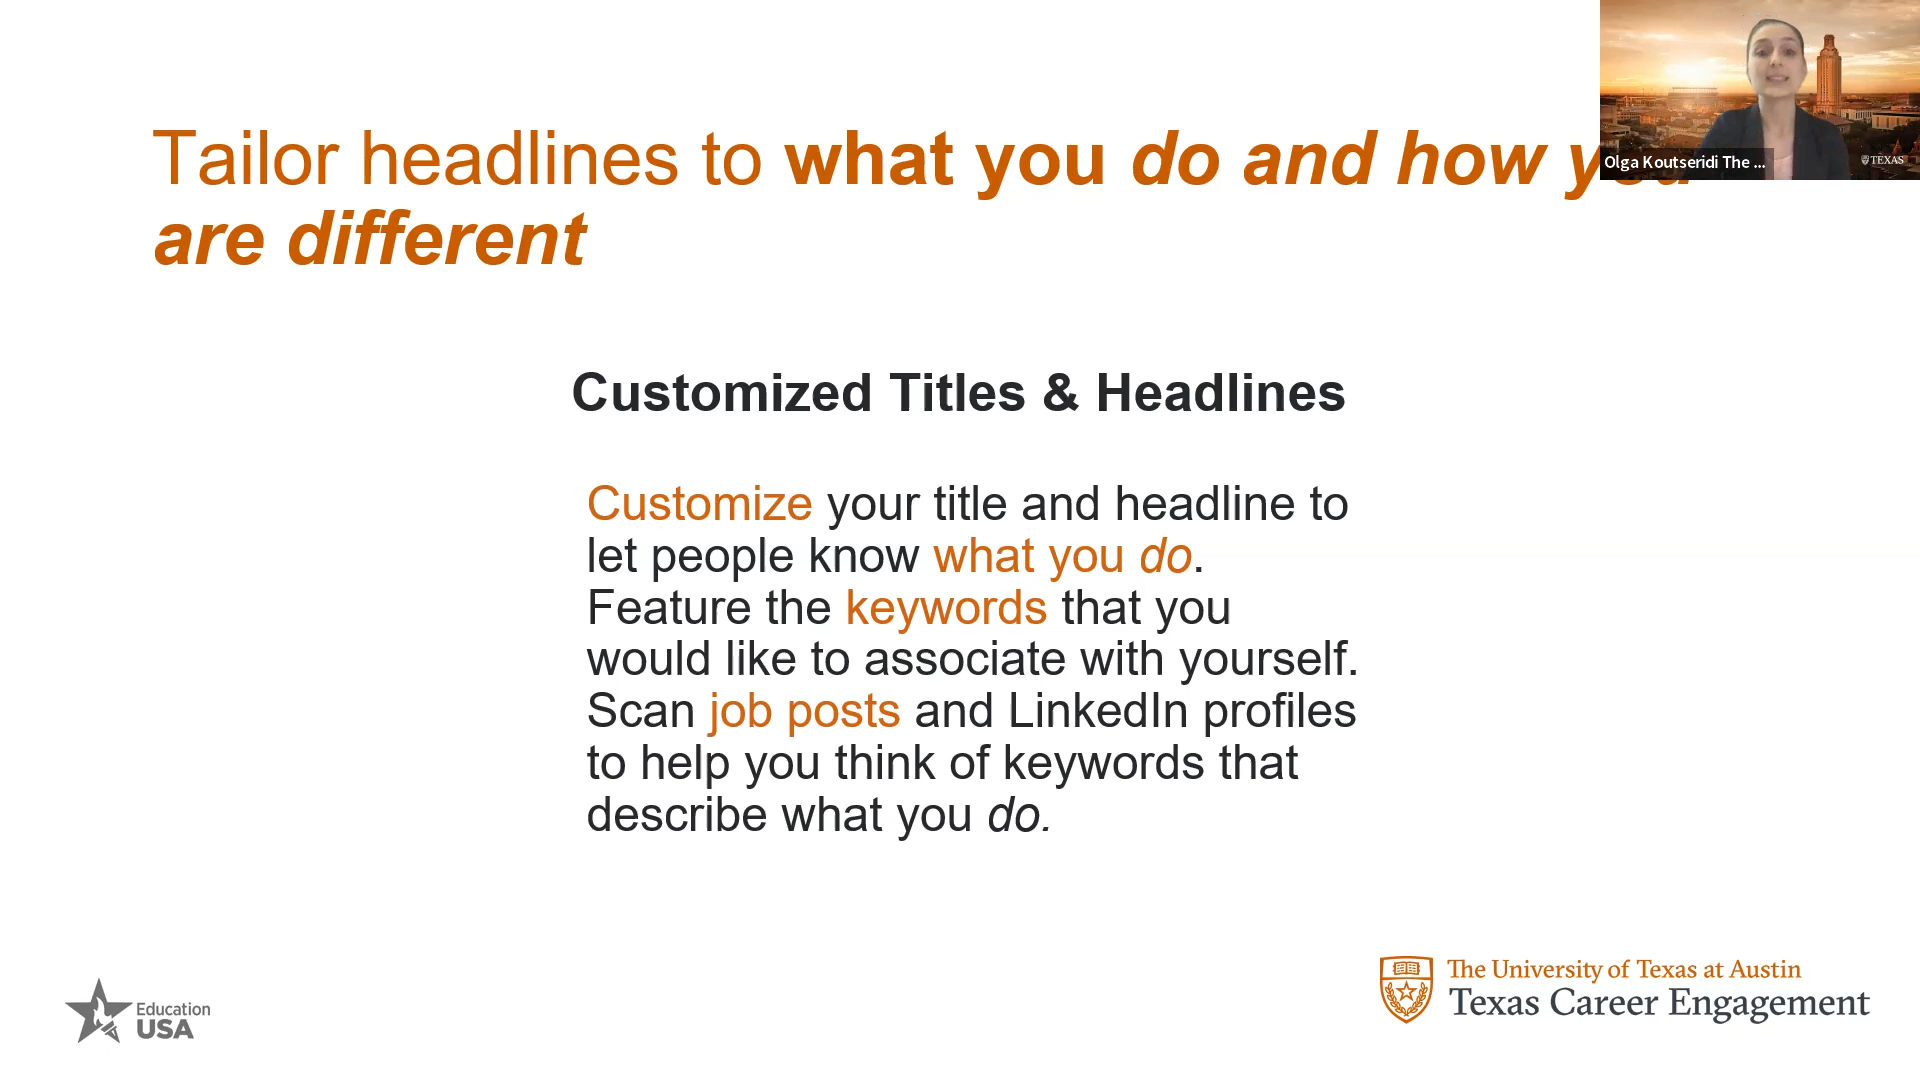 Tailor headlines to what you do and how you
are different
Olga Koutseridi The ...
TEXAS
Customized Titles & Headlines
Customize your title and headline to
let people know what you do.
Feature the keywords that you
would like to associate with yourself.
Scan job posts and LinkedIn profiles
to help you think of keywords that
describe what you do.
Education
USA
The University of Texas at Austin
Texas Career Engagement